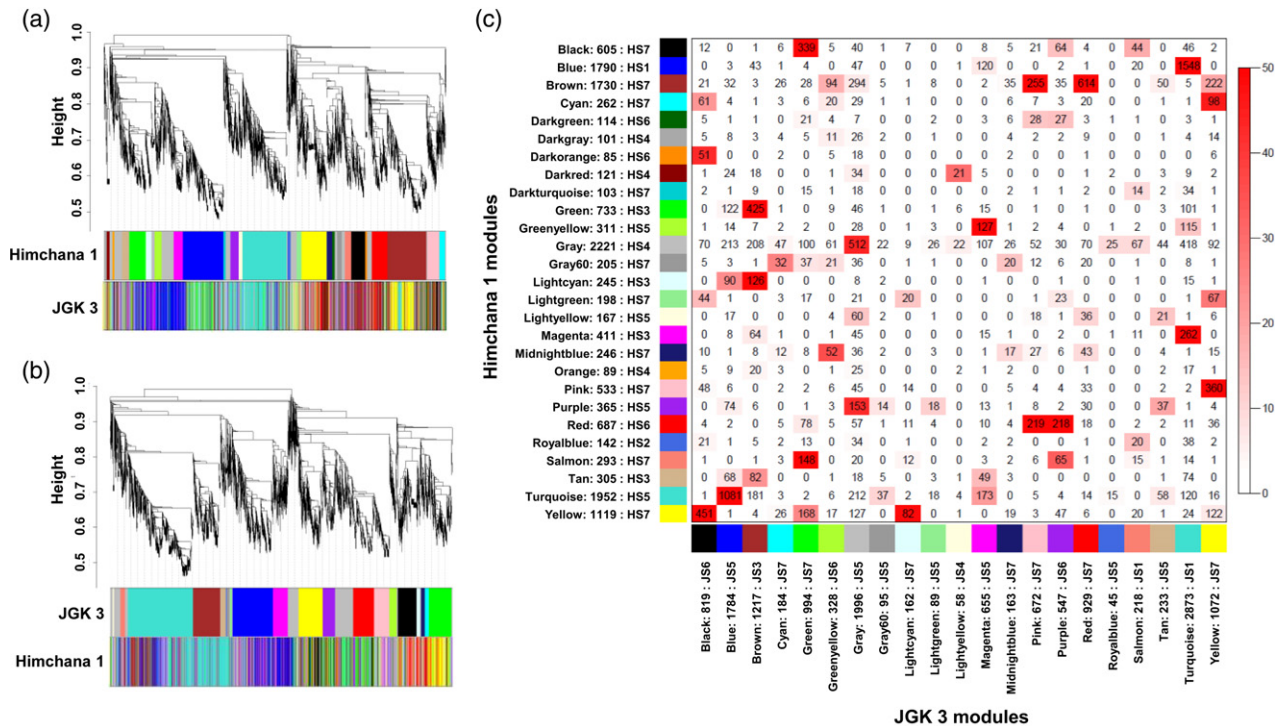 (a)
Height
1.0
0.9
0.8
0.7
0.6
0.5
Himchana 1
JGK 3
(b)
Height
1.0
0.9
0.8
0.7
0.6
0.5
JGK 3
Himchana 1
(c)
Himchana 1 modules
Black: 605 : HS7 12 0 1 6 339 5 40 1 7 0 0 8 5 21 64 4 0 44 0 46 2
Blue: 1790 : HS1 0 3 43 1 4 0 47 0 0 0 0 120 0 1 0 3 0 20 0 1548 0
Brown: 1730 : HS7 21 32 3 26 28 94 294 5 1 8 0 2 35 255 35 614 0 0 50 5 222
Cyan: 262 : HS7 61 4 1 3 6 20 29 1 1 0 0 6 6 7 3 20 0 0 1 3 98
Darkgreen: 114 : HS6 5 1 1 0 21 4 7 0 0 0 0 1 1 28 27 3 0 0 0 11 4
Darkgray: 101 : HS4 5 8 4 3 5 11 26 2 0 1 0 0 4 2 2 9 0 0 1 4 14
Darkorange: 85 : HS6 51 0 0 2 0 5 18 0 0 0 0 0 2 0 1 0 0 0 0 0 6
Darkred: 121 : HS4 1 24 18 0 1 0 34 0 0 0 21 5 0 0 0 2 1 0 3 9 2
Darkturquoise: 103 : HS7 2 1 9 0 15 1 18 0 0 0 0 2 0 1 1 2 0 14 2 34 1
Green: 733 : HS3 0 122 425 1 1 9 46 0 0 1 6 15 0 1 0 1 0 1 3 101 1
Greenyellow: 311 : HS5 1 14 7 2 2 0 28 0 1 0 0 127 4 1 1 4 0 1 2 115 1
Gray: 2221 : HS4 70 213 208 47 100 61 512 22 9 26 22 107 26 52 30 70 25 67 44 418 92
Gray60: 205 : HS7 5 3 1 32 37 21 36 0 0 1 0 0 20 12 6 20 0 1 1 8 1
Lightcyan: 245 : HS3 0 90 126 0 0 1 8 2 0 0 1 1 0 0 0 1 0 0 0 15 0
Lightgreen: 198 : HS7 44 1 0 3 17 0 21 0 20 0 0 0 0 1 23 0 0 0 0 1 67
Lightyellow: 167 : HS5 0 17 0 0 0 5 60 2 0 0 0 0 1 18 1 36 0 0 21 1 6
Magenta: 411 : HS3 0 8 64 0 1 1 45 0 0 0 0 15 1 0 0 2 0 11 0 262 0
Midnightblue: 246 : HS7 10 1 8 12 8 52 36 2 0 3 0 1 17 27 6 43 0 4 0 1 15
Orange: 89 : HS4 5 9 20 3 0 1 25 0 0 0 4 2 1 0 0 0 0 0 1 17 1
Pink: 533 : HS7 48 6 0 2 2 6 45 0 14 0 0 0 5 4 4 33 0 0 2 2 360
Purple: 365 : HS5 0 74 6 0 0 5 153 14 0 18 0 13 1 8 2 30 0 0 37 1 4
Red: 687 : HS6 4 2 0 5 78 5 57 1 11 4 0 10 4 219 218 18 0 2 2 11 36
Royalblue: 142 : HS2 21 1 5 2 13 0 34 0 1 0 0 2 0 0 1 2 0 20 0 38 2
Salmon: 293 : HS7 1 0 1 3 148 0 20 0 12 0 0 0 2 6 65 4 0 15 1 14 1
Tan: 305 : HS3 0 68 82 0 0 1 18 5 0 0 4 49 0 0 0 2 2 0 0 74 0
Turquoise: 1952 : HS5 1 1081 181 3 2 6 212 37 2 18 4 173 0 5 4 14 15 0 58 120 16
Yellow: 1119 : HS7 451 1 4 26 168 17 127 0 82 0 1 0 3 19 47 6 0 20 1 24 122
50
40
30
20
10
0
Black: 819 : JS6
Blue: 1784 : JS5
Brown: 1217 : JS3
Cyan: 184 : JS7
Green: 994 : JS7
Greenyellow: 328 : JS6
Gray: 1996 : JS5
Gray60: 95 : JS5
Lightcyan: 162 : JS7
Lightgreen: 89 : JS5
Lightyellow: 58 : JS4
Magenta: 655 : JS5
Midnightblue: 163 : JS7
Pink: 672 : JS7
Purple: 547 : JS6
Red: 929 : JS7
Royalblue: 45 : JS5
Salmon: 218 : JS1
Tan: 233 : JS5
Turquoise: 2873 : JS1
Yellow: 1072 : JS7
JGK 3 modules